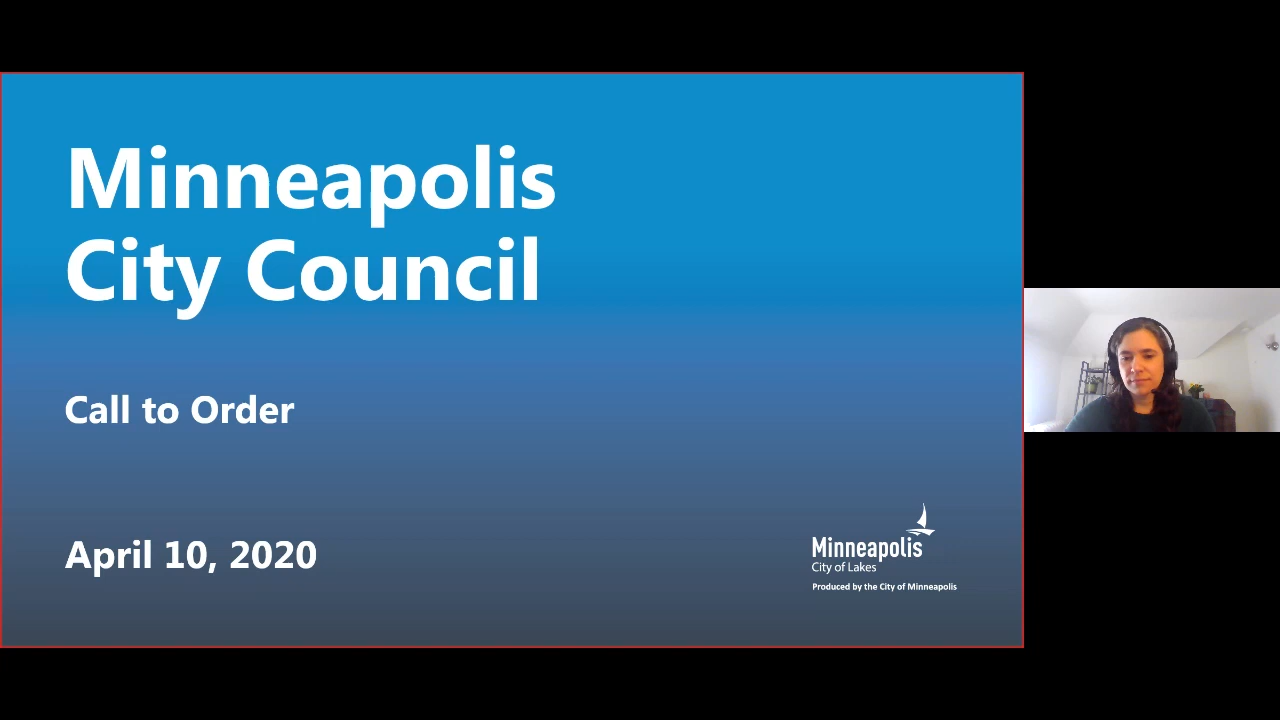 Minneapolis
City Council
Call to Order
April 10, 2020
Minneapolis
City of Lakes
Produced by the City of Minneapolis